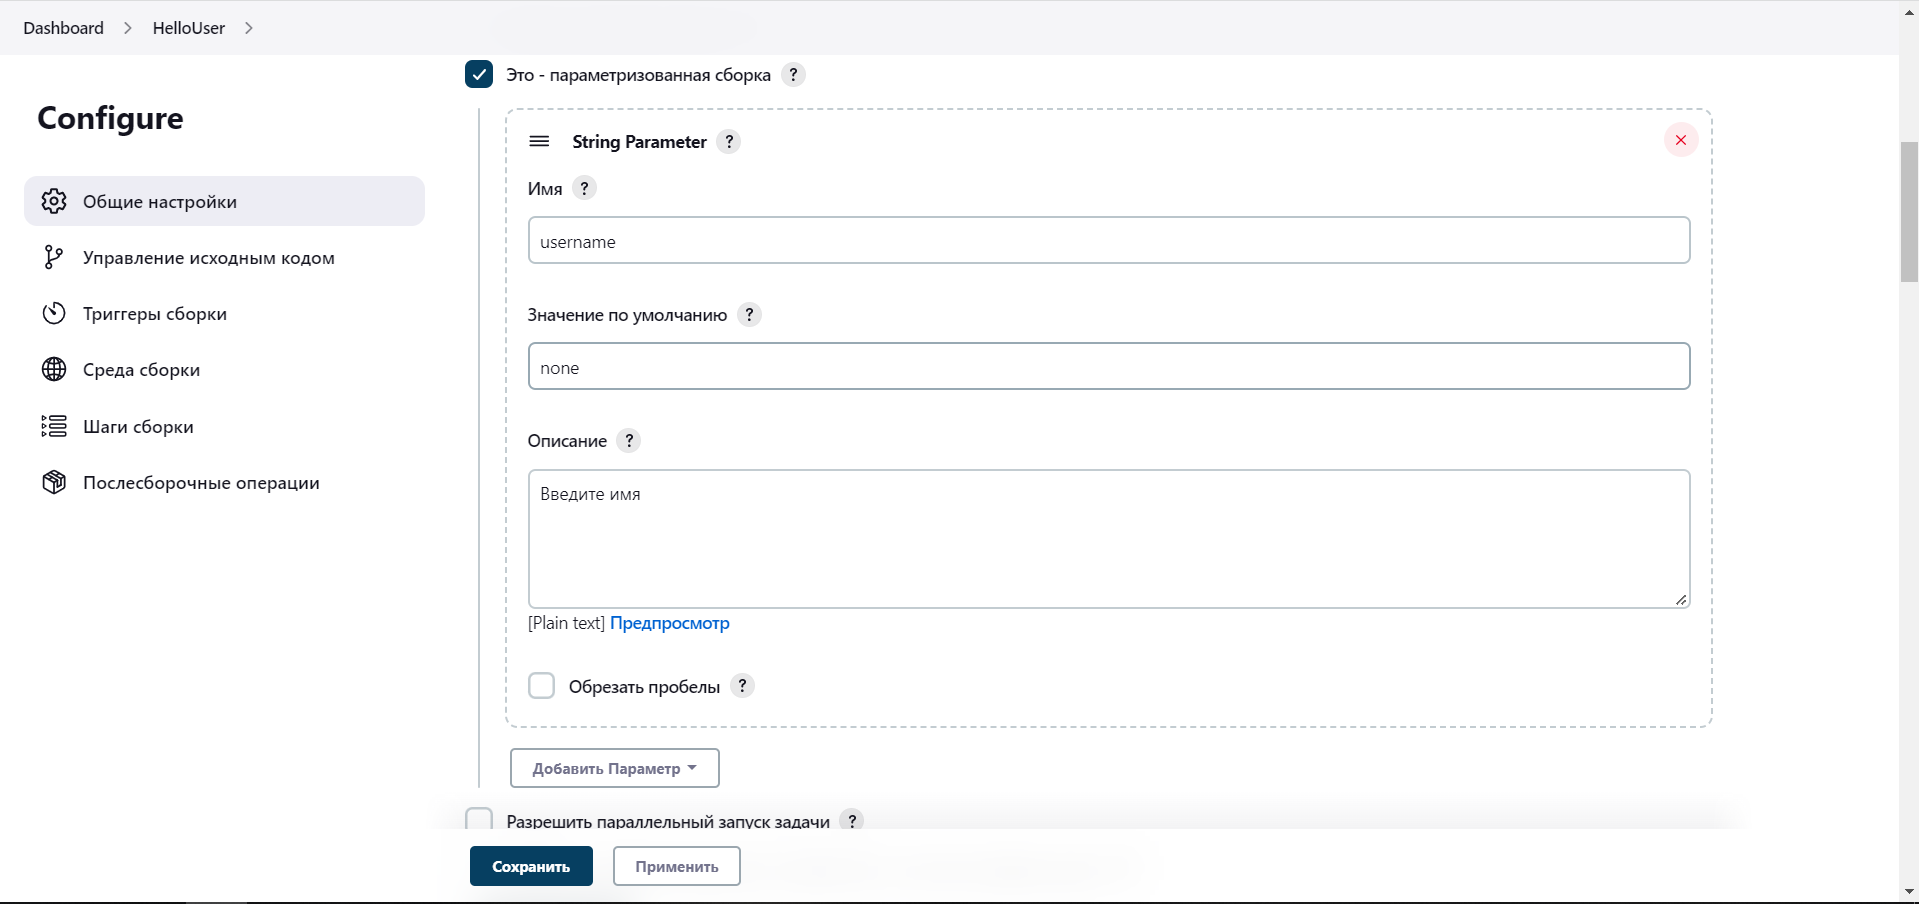 Dashboard > HelloUser >
Configure
Общие настройки
Управление исходным кодом
Триггеры сборки
Среда сборки
Шаги сборки
Послесборочные операции
Это - параметризованная сборка ?
String Parameter ?
Имя ?
username
Значение по умолчанию ?
none
Описание ?
Введите имя
[Plain text] Предпросмотр
Обрезать пробелы ?
Добавить Параметр
Разрешить параллельный запуск задачи ?
Сохранить Применить